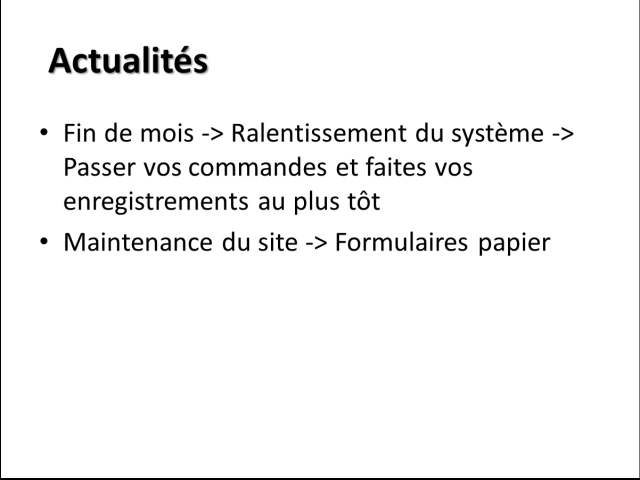 Actualités
• Fin de mois -> Ralentissement du système ->
Passer vos commandes et faites vos
enregistrements au plus tôt
• Maintenance du site -> Formulaires papier